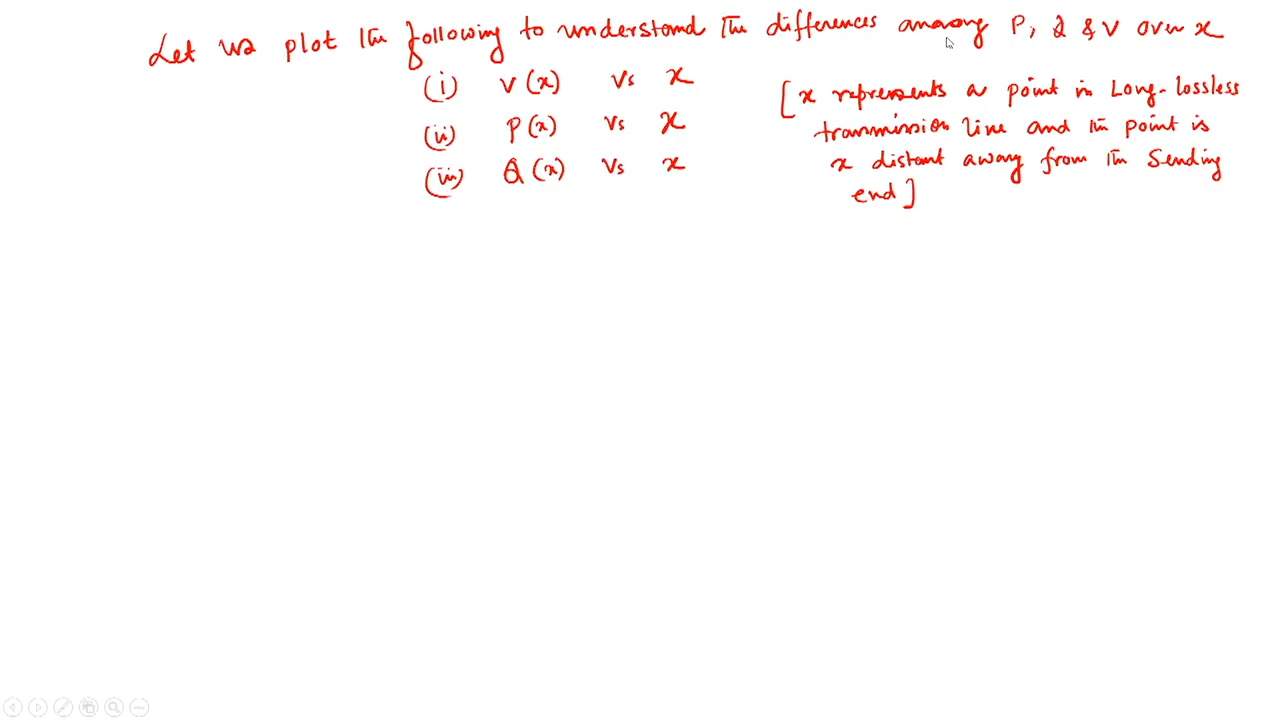 Let us plot the following to understand the differences among P, Q & V over x
(i) V(x) Vs x
(ii) P(x) Vs x
(iii) Q(x) Vs x
[x represents a point in Long-lossless
transmission line and the point is
x distant away from the Sending
end]